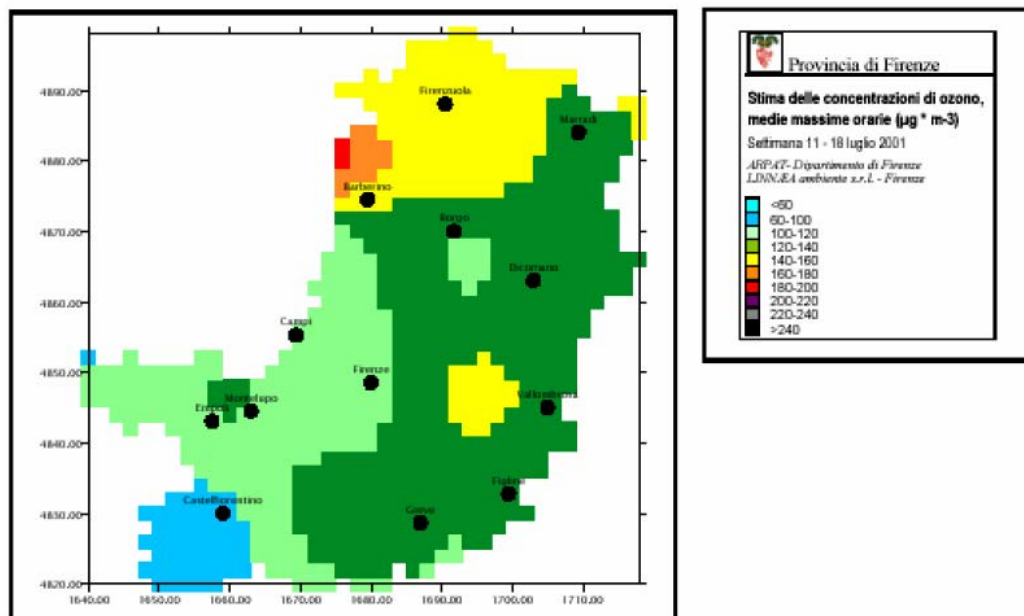 4890.00
4880.00
4870.00
4860.00
4850.00
4840.00
4830.00
4820.00
1640.00 1650.00 1660.00 1670.00 1680.00 1690.00 1700.00 1710.00
Firenzuola
Marradi
Barberino
Borgo
Dicomano
Campi
Firenze
Vallombrosa
Montelupo
Empoli
Figline
Castelfiorentino
Greve
Provincia di Firenze
Stima delle concentrazioni di ozono,
medie massime orarie (µg * m-3)
Settimana 11 - 18 luglio 2001
ARPAT- Dipartimento di Firenze
LINNÆA ambiente s.r.l. - Firenze
<60
60-100
100-120
120-140
140-160
160-180
180-200
200-220
220-240
>240